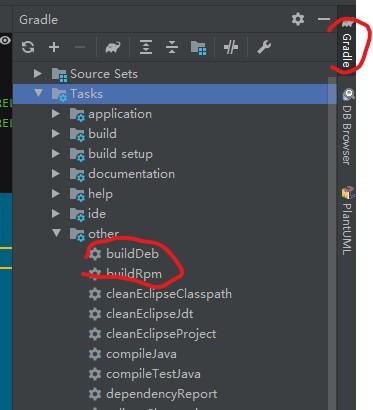 Gradle
Source Sets
Tasks
application
build
build setup
documentation
help
ide
other
buildDeb
buildRpm
cleanEclipseClasspath
cleanEclipseJdt
cleanEclipseProject
compileJava
compileTestJava
dependencyReport
Gradle
DB Browser
PlantUML